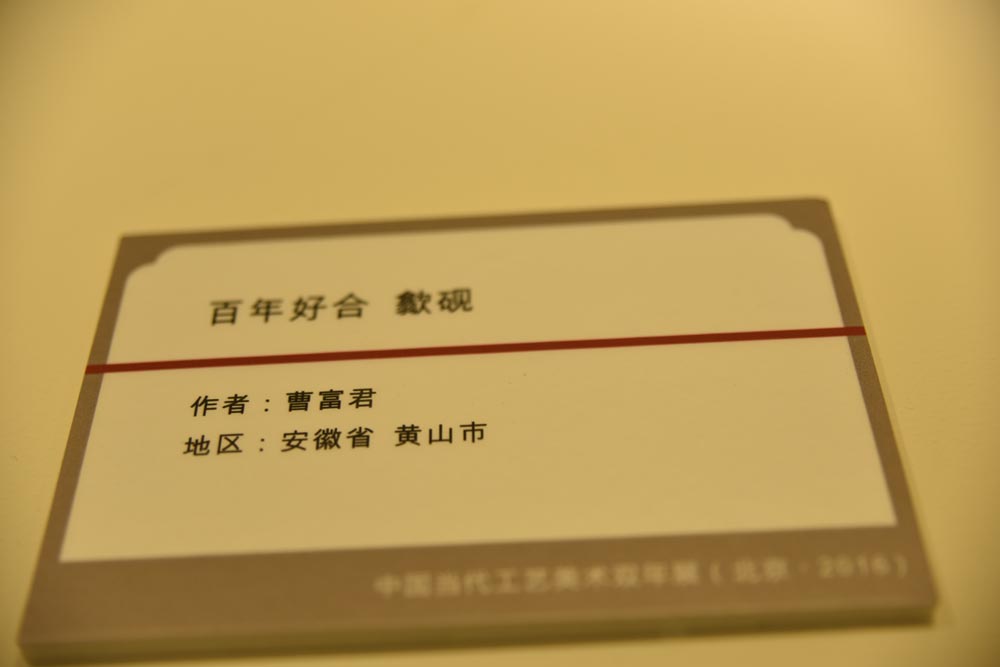 百年好合 歙砚
作者：曹富君
地区：安徽省 黄山市
中国当代工艺美术双年展（北京·2016）